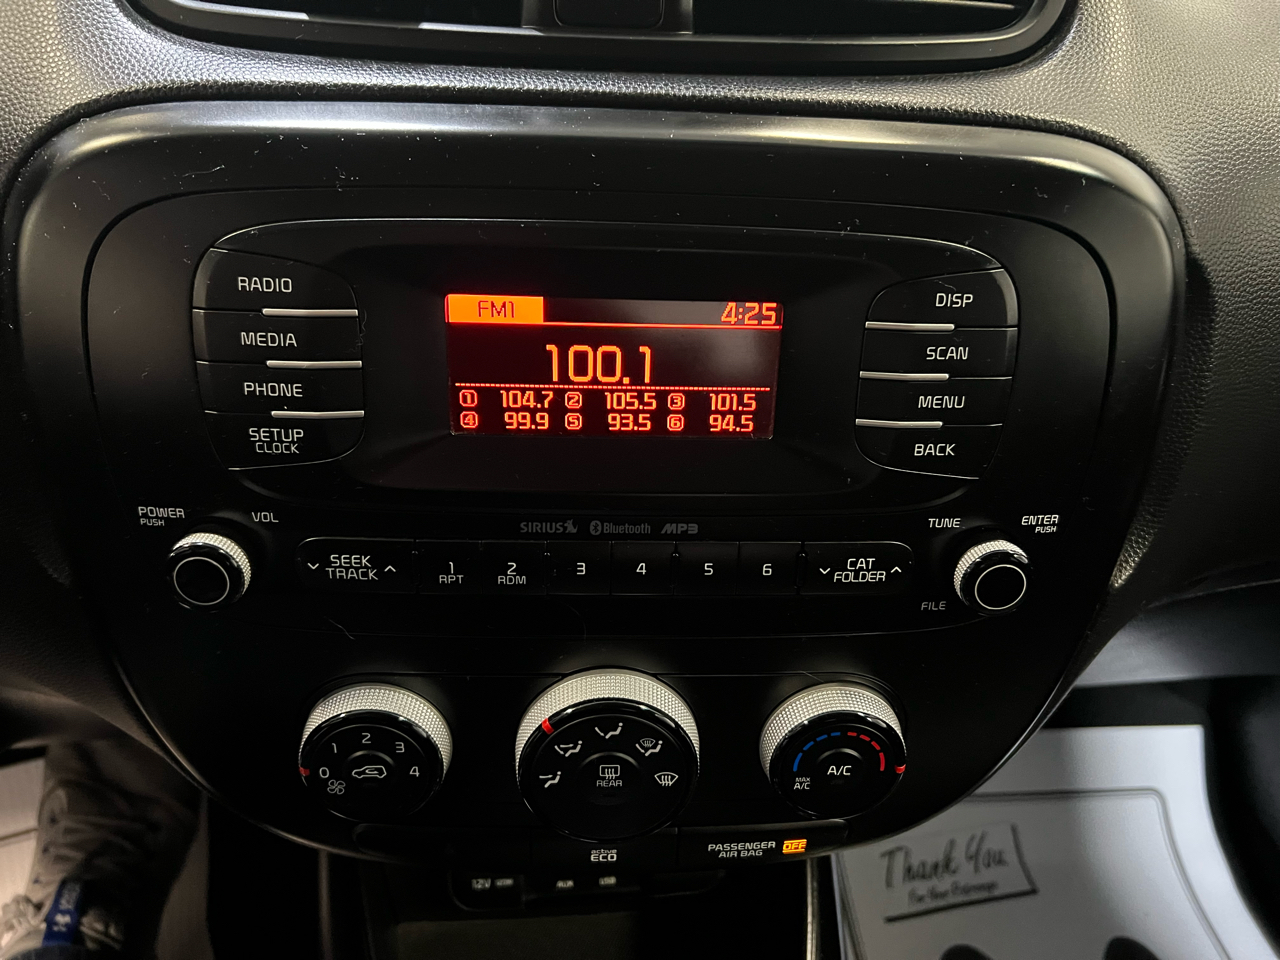 FM1 4:25
100.1
1 104.7 2 105.5 3 101.5
4 99.9 5 93.5 6 94.5
RADIO
MEDIA
PHONE
SETUP
CLOCK
DISP
SCAN
MENU
BACK
POWER
PUSH
VOL
SIRIUS Bluetooth MP3
TUNE
ENTER
PUSH
SEEK
TRACK
1
RPT
2
RDM
3
4
5
6
CAT
FOLDER
FILE
0 1 2 3 4
REAR
MAX
A/C
A/C
active
ECO
PASSENGER
AIR BAG
OFF
12V
AUX
USB
Thank You
For Your Patronage